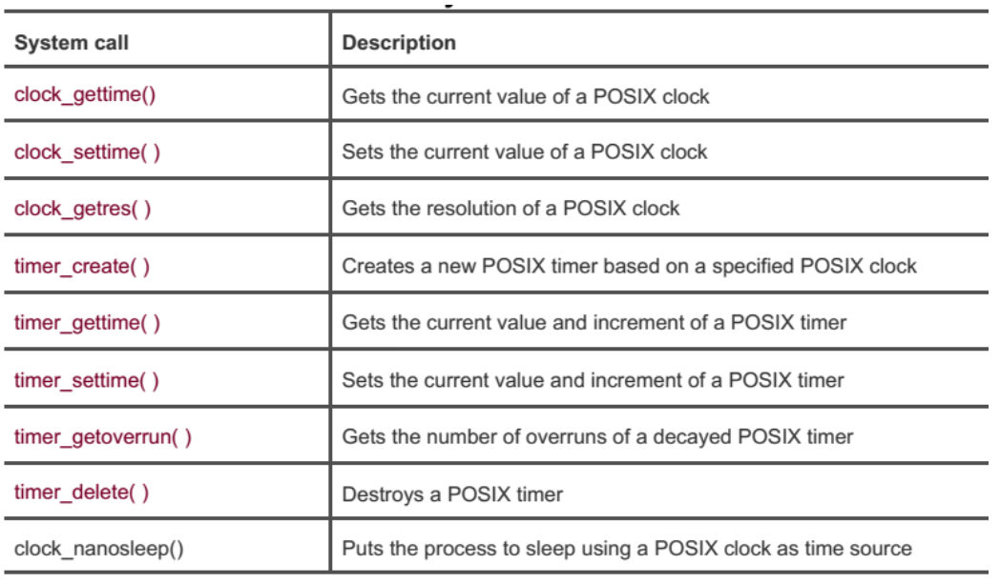 System call Description
clock_gettime() Gets the current value of a POSIX clock
clock_settime( ) Sets the current value of a POSIX clock
clock_getres( ) Gets the resolution of a POSIX clock
timer_create( ) Creates a new POSIX timer based on a specified POSIX clock
timer_gettime( ) Gets the current value and increment of a POSIX timer
timer_settime( ) Sets the current value and increment of a POSIX timer
timer_getoverrun( ) Gets the number of overruns of a decayed POSIX timer
timer_delete( ) Destroys a POSIX timer
clock_nanosleep() Puts the process to sleep using a POSIX clock as time source